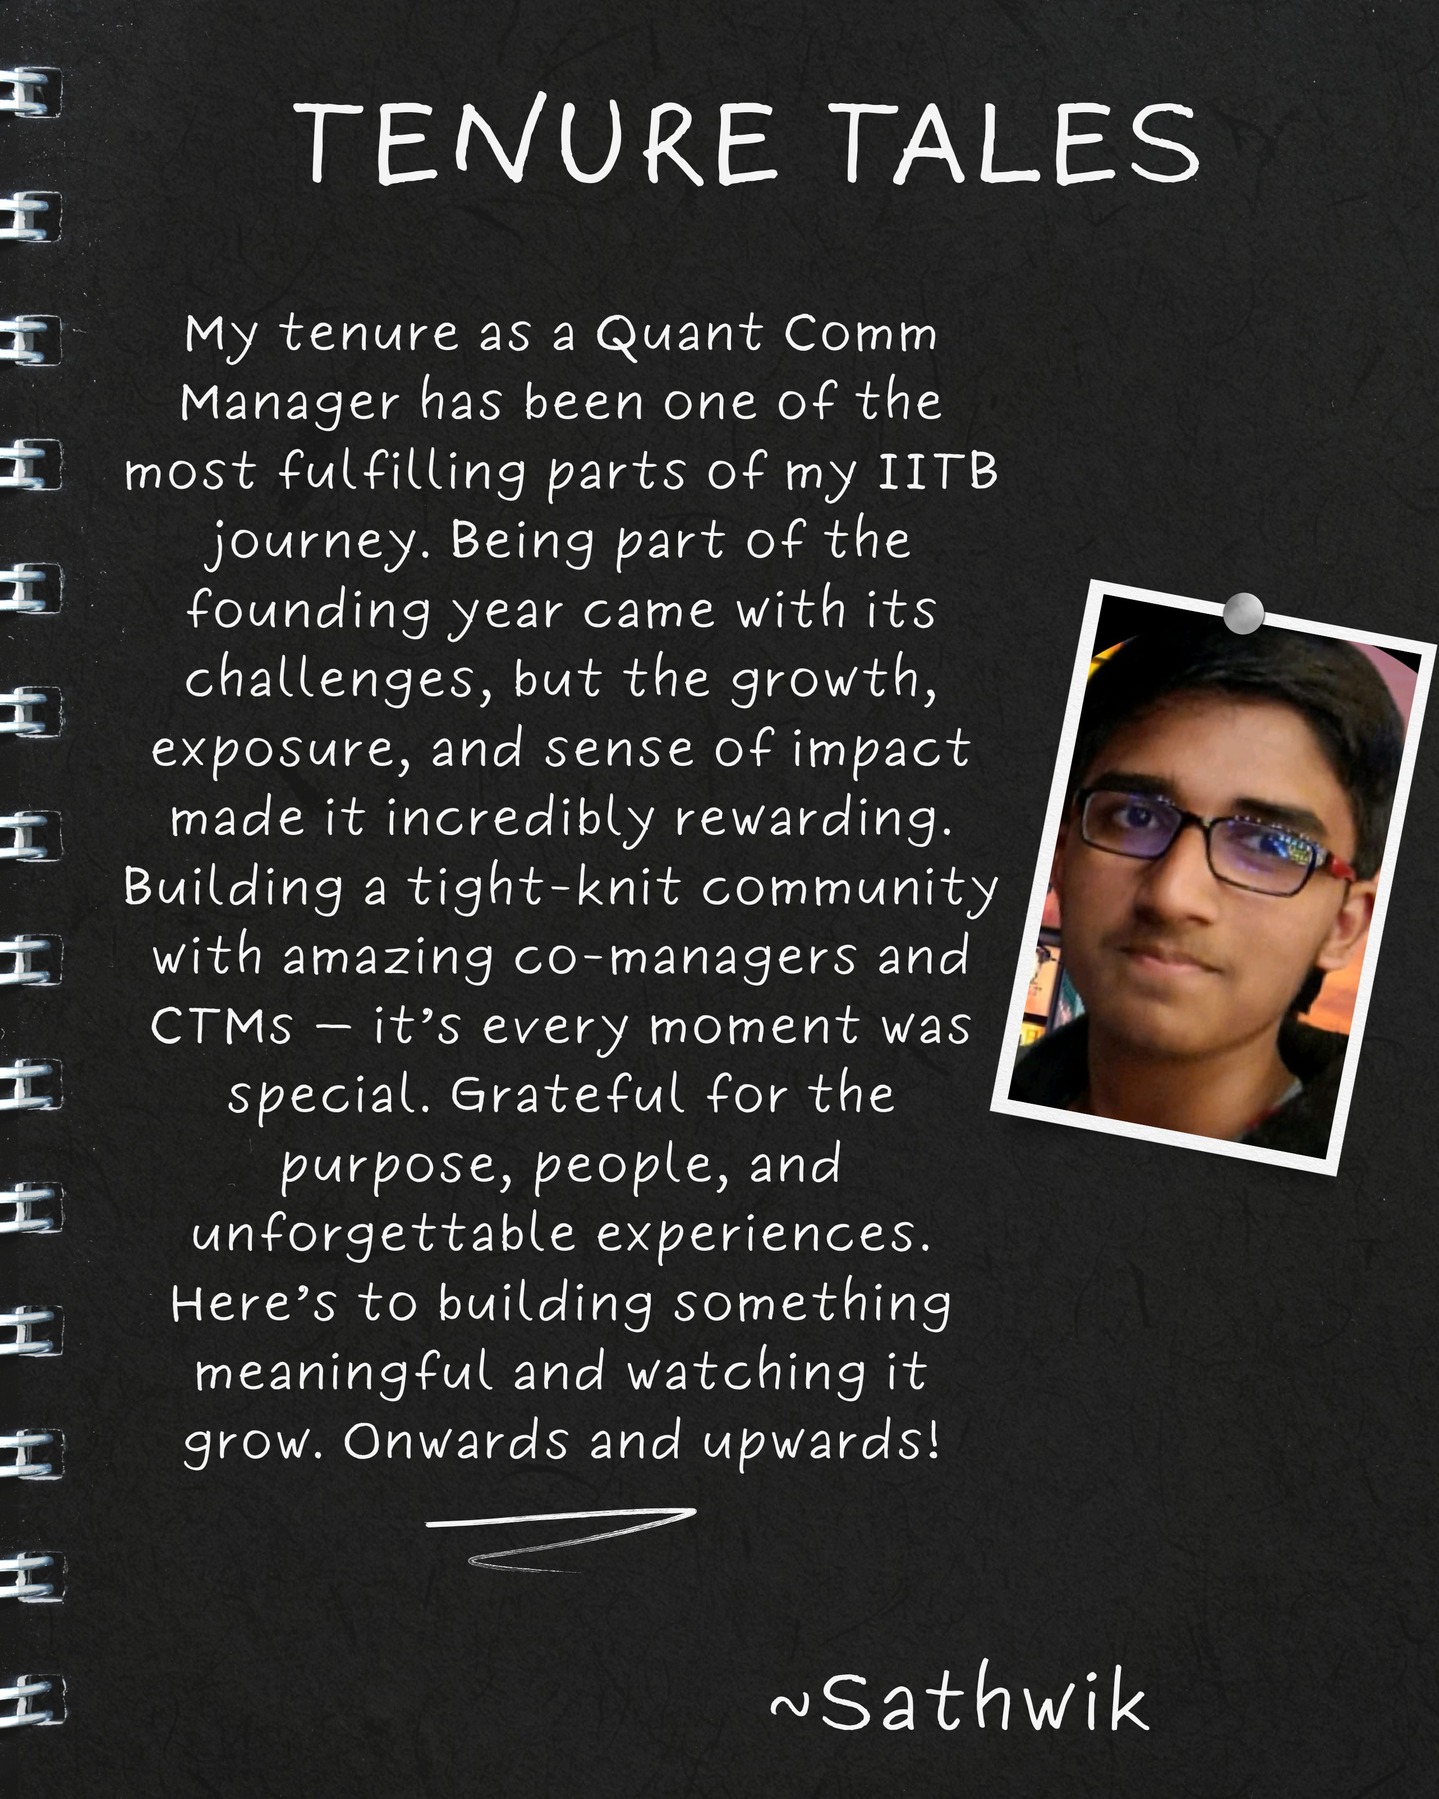 TENURE TALES
My tenure as a Quant Comm
Manager has been one of the
most fulfilling parts of my IITB
journey. Being part of the
founding year came with its
challenges, but the growth,
exposure, and sense of impact
made it incredibly rewarding.
Building a tight-knit community
with amazing co-managers and
CTMs — it’s every moment was
special. Grateful for the
purpose, people, and
unforgettable experiences.
Here’s to building something
meaningful and watching it
grow. Onwards and upwards!
~Sathwik